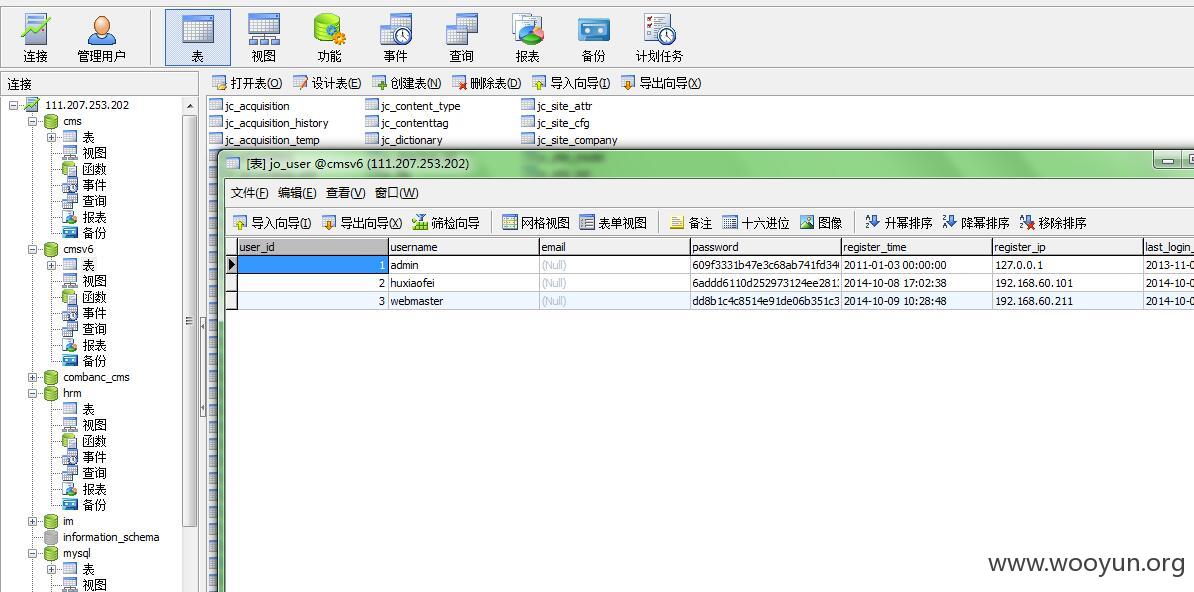 连接 管理用户 表 视图 功能 事件 查询 报表 备份 计划任务
连接
打开表(O) 设计表(E) 创建表(N) 删除表(D) 导入向导(I) 导出向导(X)
111.207.253.202
cms
表
视图
函数
事件
查询
报表
备份
cmsv6
表
视图
函数
事件
查询
报表
备份
combanc_cms
hrm
表
视图
函数
事件
查询
报表
备份
im
information_schema
mysql
表
视图
jc_acquisition jc_content_type jc_site_attr
jc_acquisition_history jc_contenttag jc_site_cfg
jc_acquisition_temp jc_dictionary jc_site_company
[表] jo_user @cmsv6 (111.207.253.202)
文件(F) 编辑(E) 查看(V) 窗口(W)
导入向导(I) 导出向导(X) 筛检向导 网格视图 表单视图 备注 十六进位 图像 升幂排序 降幂排序 移除排序
user_id username email password register_time register_ip last_login_
1 admin (Null) 609f3331b47e3c68ab741fd34 2011-01-03 00:00:00 127.0.0.1 2013-11-0
2 huxiaofei (Null) 6addd6110d252973124ee281 2014-10-08 17:02:38 192.168.60.101 2014-10-0
3 webmaster (Null) dd8b1c4c8514e91de06b351c3 2014-10-09 10:28:48 192.168.60.211 2014-10-0
www.wooyun.org